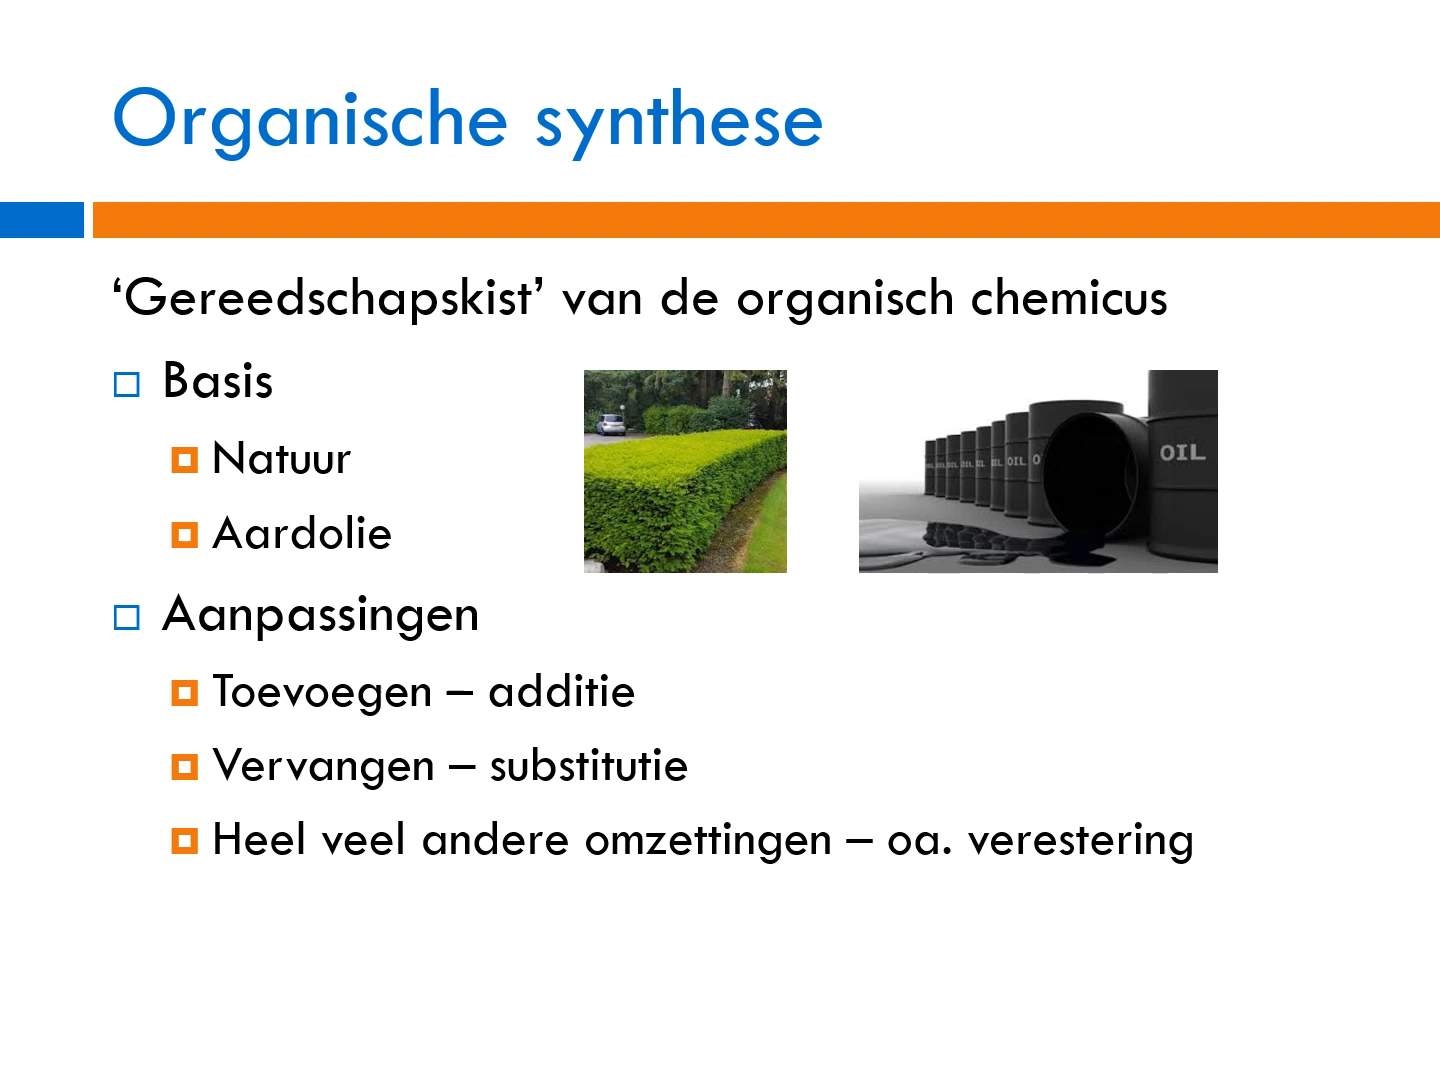 Organische synthese
‘Gereedschapskist’ van de organisch chemicus
Basis
Natuur
Aardolie
OIL
OIL
Aanpassingen
Toevoegen – additie
Vervangen – substitutie
Heel veel andere omzettingen – oa. verestering